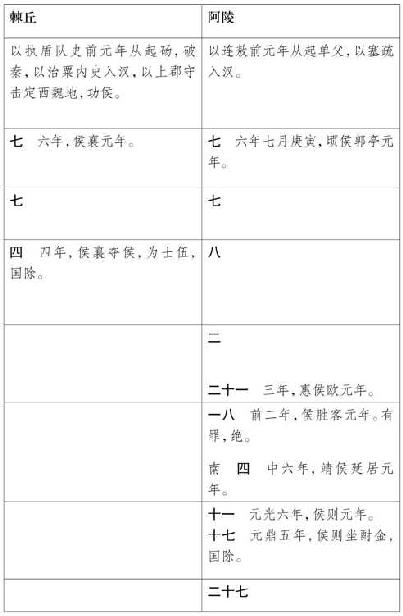 棘丘
阿陵
以执盾队史前元年从起砀,破
秦,以治粟内史入汉,以上郡守
击定西魏地,功侯。
以连敖前元年从起单父,以塞疏
入汉。
七 六年,侯襄元年。
七 六年七月庚寅,顷侯郭亭元
年。
七
七
四 四年,侯襄夺侯,为士伍,
国除。
八
二
二十一 三年,惠侯欧元年。
一八 前二年,侯胜客元年。有
罪,绝。
南 四 中六年,靖侯延居元
年。
十一 元光六年,侯则元年。
十七 元鼎五年,侯则坐酎金,
国除。
二十七